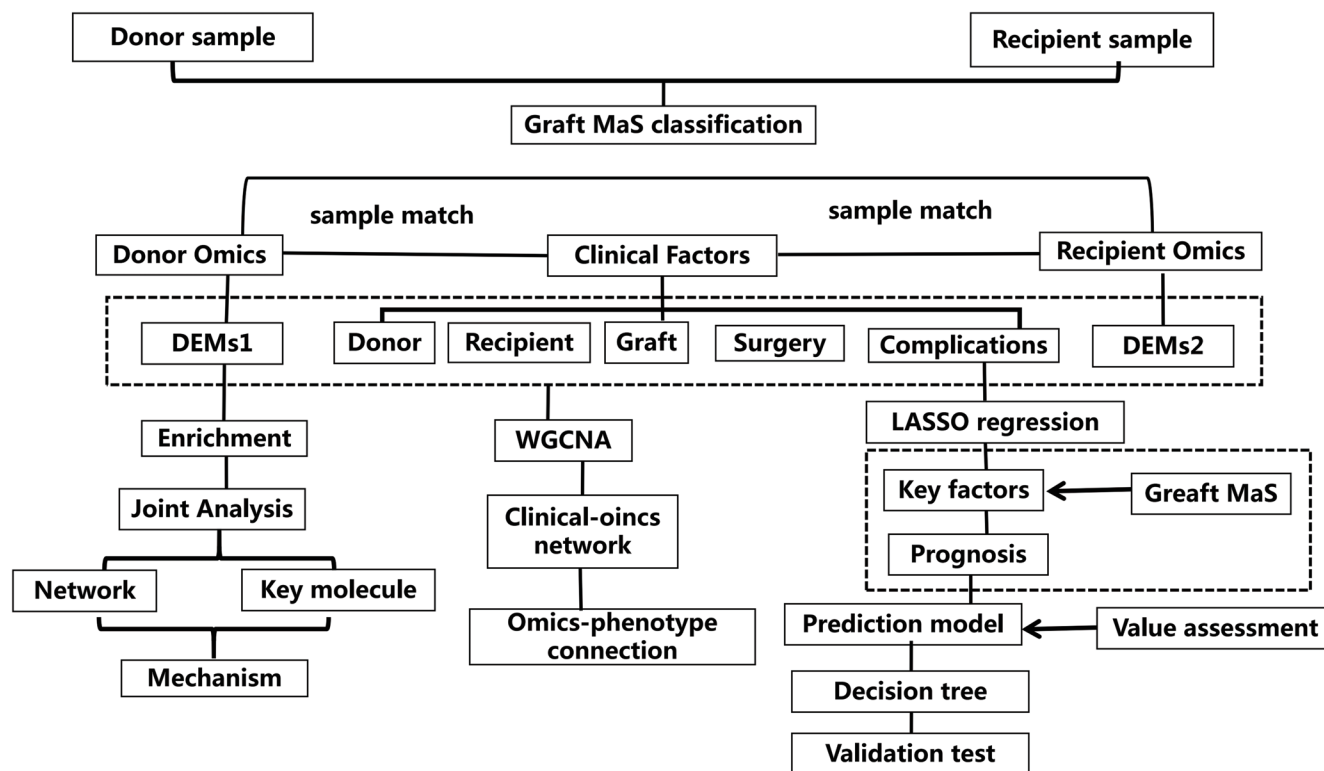 Donor sample
Recipient sample
Graft MaS classification
sample match
sample match
Donor Omics
Clinical Factors
Recipient Omics
DEMs1
Donor
Recipient
Graft
Surgery
Complications
DEMs2
Enrichment
WGCNA
LASSO regression
Joint Analysis
Clinical-oincs
network
Key factors
Greaft MaS
Network
Key molecule
Prognosis
Omics-phenotype
connection
Prediction model
Value assessment
Mechanism
Decision tree
Validation test